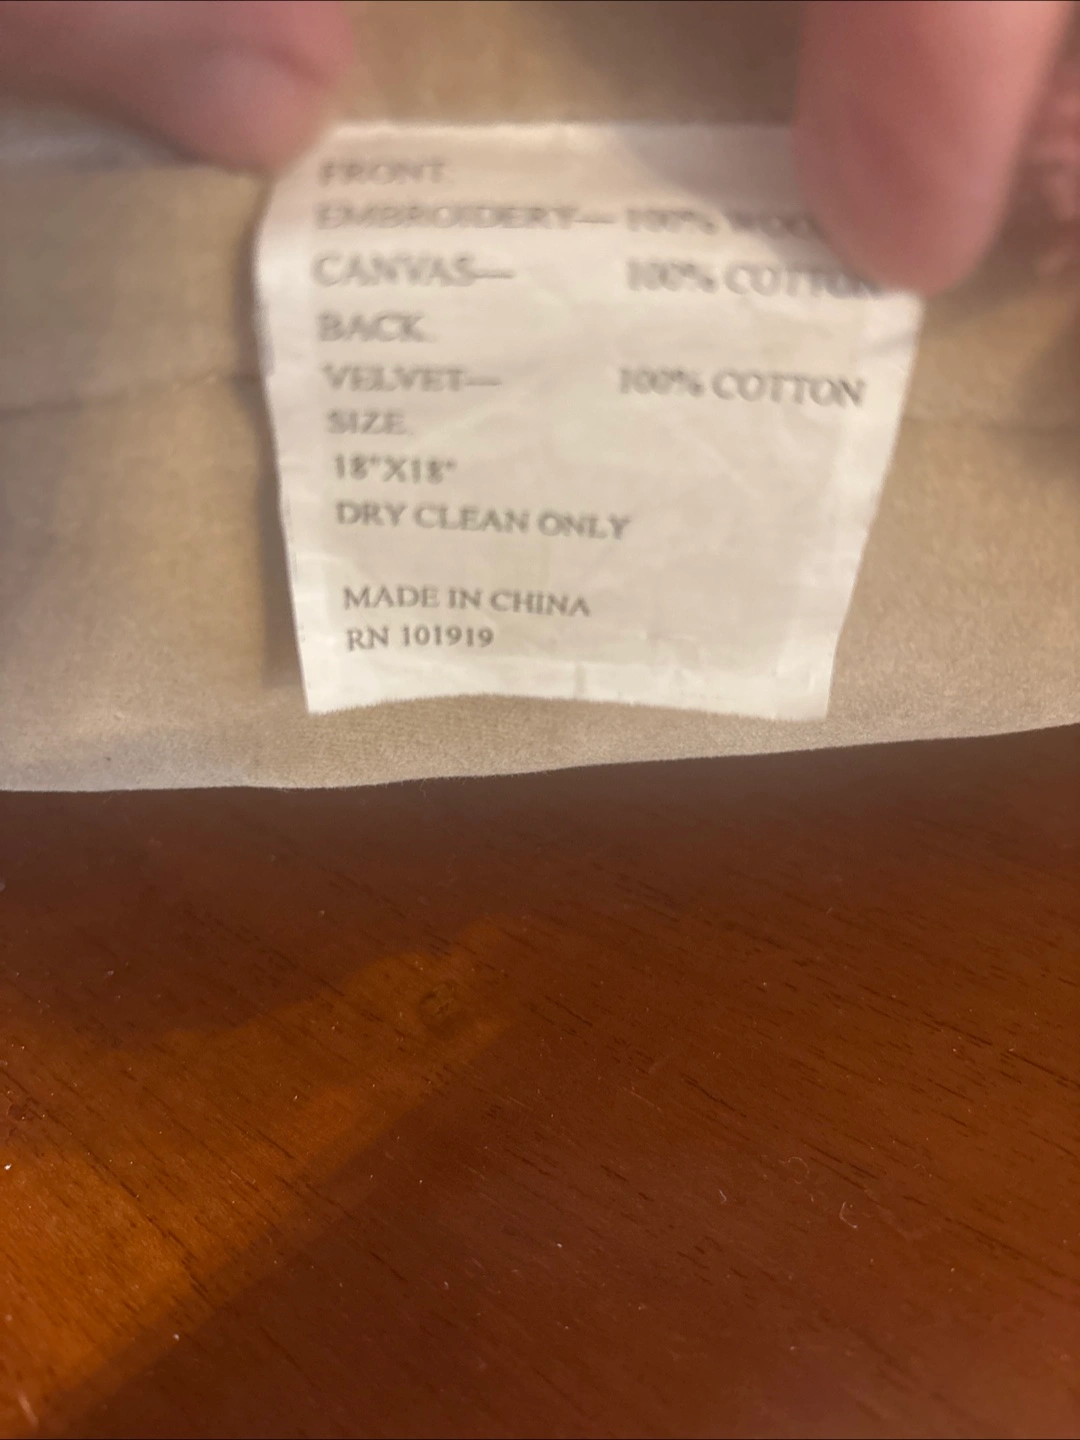 FRONT
EMBROIDERY— 100%
CANVAS— 100% COTTON
BACK
VELVET— 100% COTTON
SIZE
18"X18"
DRY CLEAN ONLY
MADE IN CHINA
RN 101919